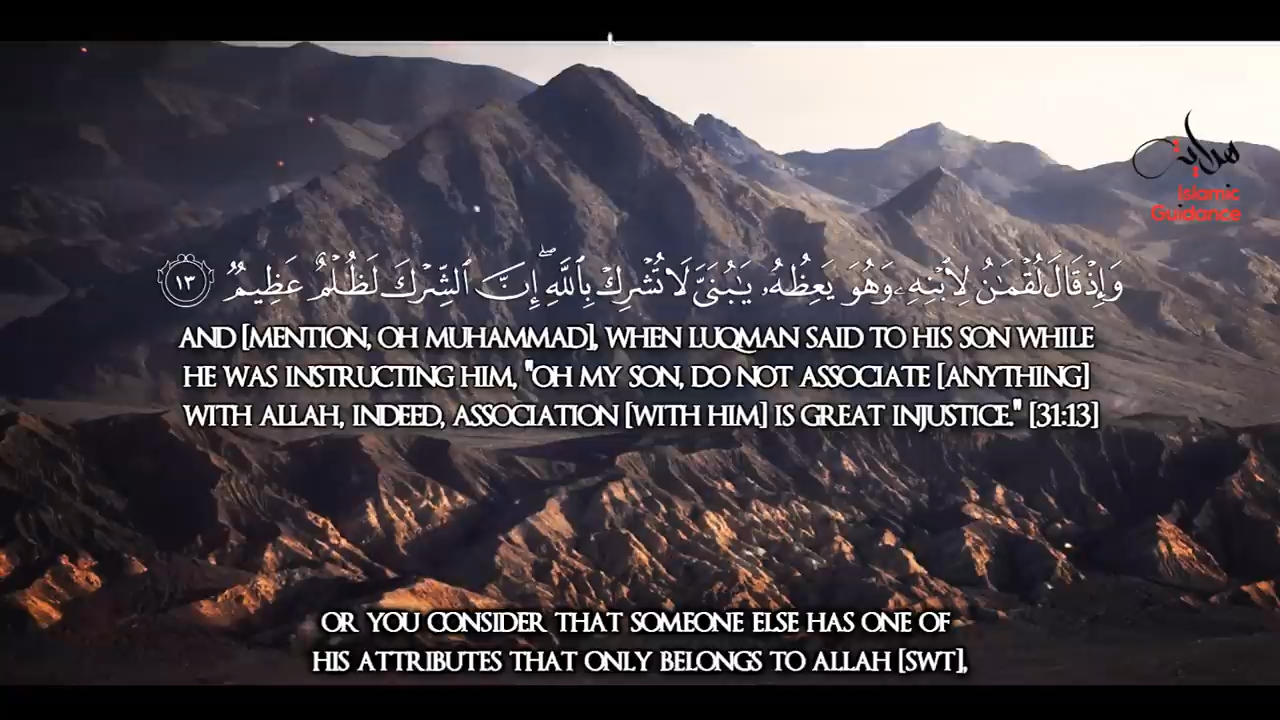 هداية
Islamic
Guidance
وَإِذْ قَالَ لُقْمَـٰنُ لِٱبْنِهِۦ وَهُوَ يَعِظُهُۥ يَـٰبُنَىَّ لَا تُشْرِكْ بِٱللَّهِ ۖ إِنَّ ٱلشِّرْكَ لَظُلْمٌ عَظِيمٌ ١٣
AND [MENTION, OH MUHAMMAD], WHEN LUQMAN SAID TO HIS SON WHILE
HE WAS INSTRUCTING HIM, "OH MY SON, DO NOT ASSOCIATE [ANYTHING]
WITH ALLAH, INDEED, ASSOCIATION [WITH HIM] IS GREAT INJUSTICE." [31:13]
OR YOU CONSIDER THAT SOMEONE ELSE HAS ONE OF
HIS ATTRIBUTES THAT ONLY BELONGS TO ALLAH [SWT],